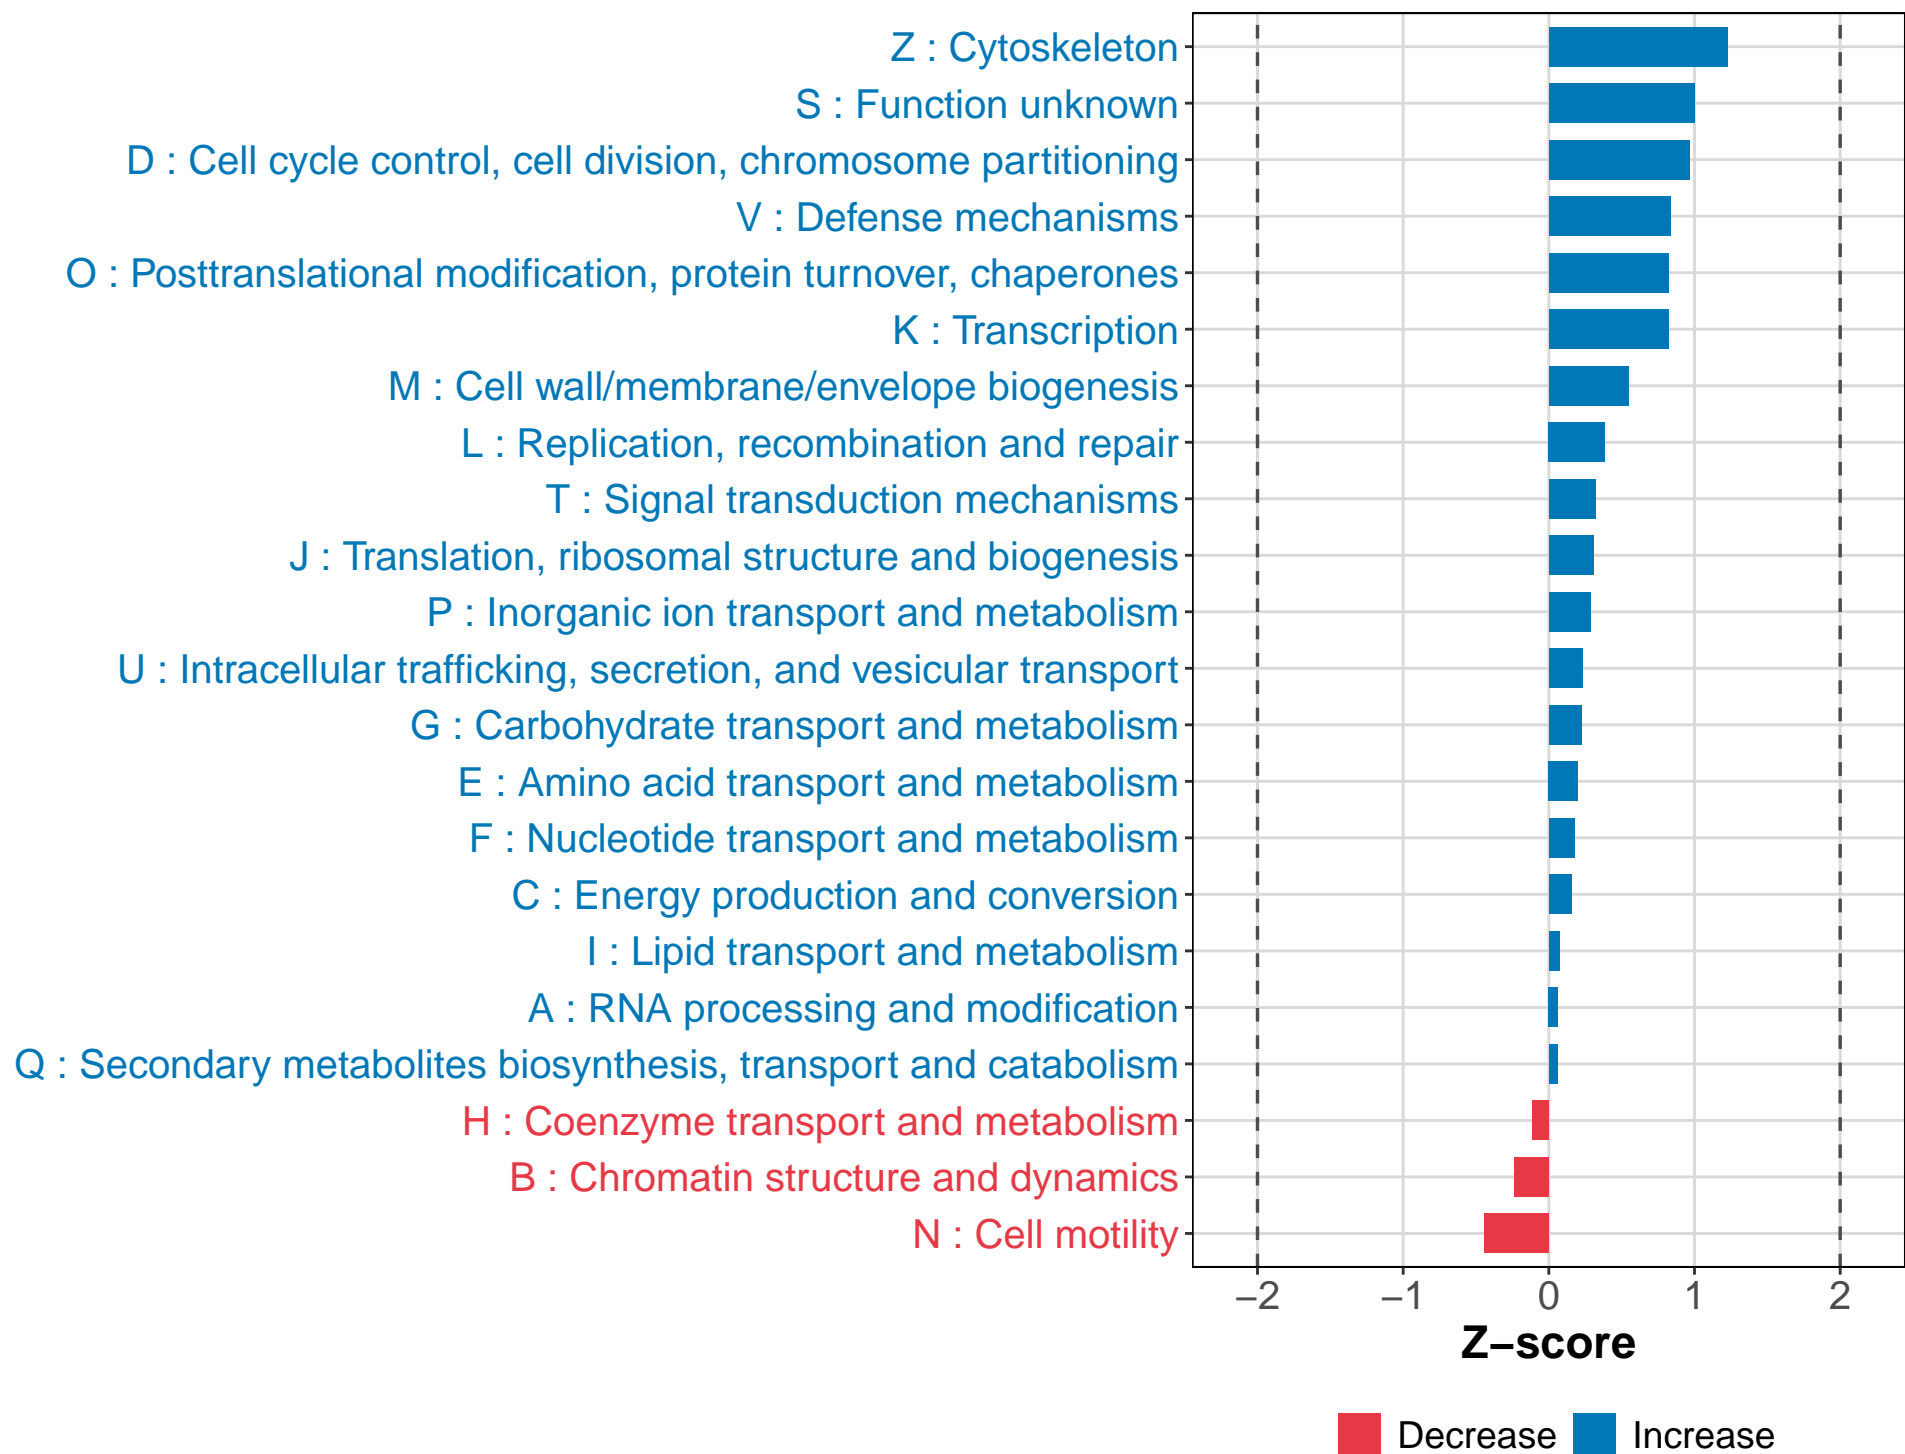 Z : Cytoskeleton
S : Function unknown
D : Cell cycle control, cell division, chromosome partitioning
V : Defense mechanisms
O : Posttranslational modification, protein turnover, chaperones
K : Transcription
M : Cell wall/membrane/envelope biogenesis
L : Replication, recombination and repair
T : Signal transduction mechanisms
J : Translation, ribosomal structure and biogenesis
P : Inorganic ion transport and metabolism
U : Intracellular trafficking, secretion, and vesicular transport
G : Carbohydrate transport and metabolism
E : Amino acid transport and metabolism
F : Nucleotide transport and metabolism
C : Energy production and conversion
I : Lipid transport and metabolism
A : RNA processing and modification
Q : Secondary metabolites biosynthesis, transport and catabolism
H : Coenzyme transport and metabolism
B : Chromatin structure and dynamics
N : Cell motility
−2 −1 0 1 2
Z−score
Decrease Increase